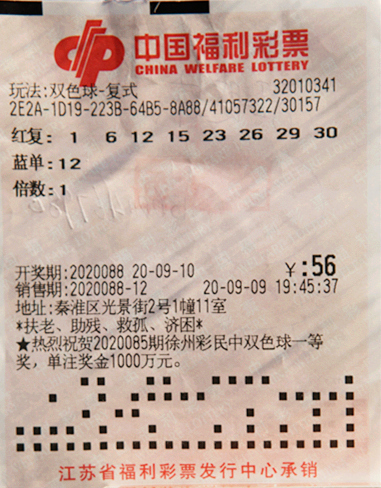 中国福利彩票
CHINA WELFARE LOTTERY
玩法:双色球-复式 32010341
2E2A-1D19-223B-64B5-8A88/41057322/30157
红复: 1 6 12 15 23 26 29 30
蓝单:12
倍数:1
开奖期:2020088 20-09-10 ¥:56
销售期:2020088-12 20-09-09 19:45:37
地址:秦淮区光景街2号1幢11室
*扶老、助残、救孤、济困*
★热烈祝贺2020085期徐州彩民中双色球一等
奖，单注奖金1000万元。
江苏省福利彩票发行中心承销